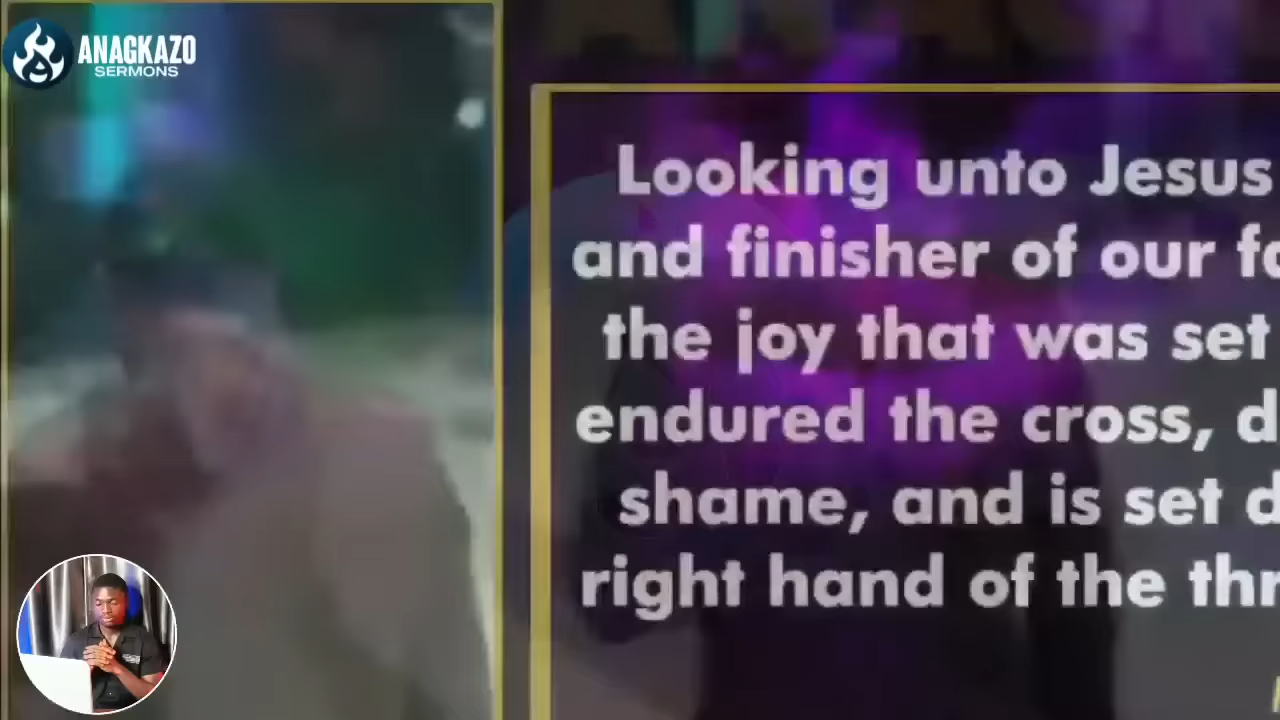 ANAGKAZO
SERMONS
Looking unto Jesus
and finisher of our fa
the joy that was set
endured the cross, d
shame, and is set d
right hand of the thr